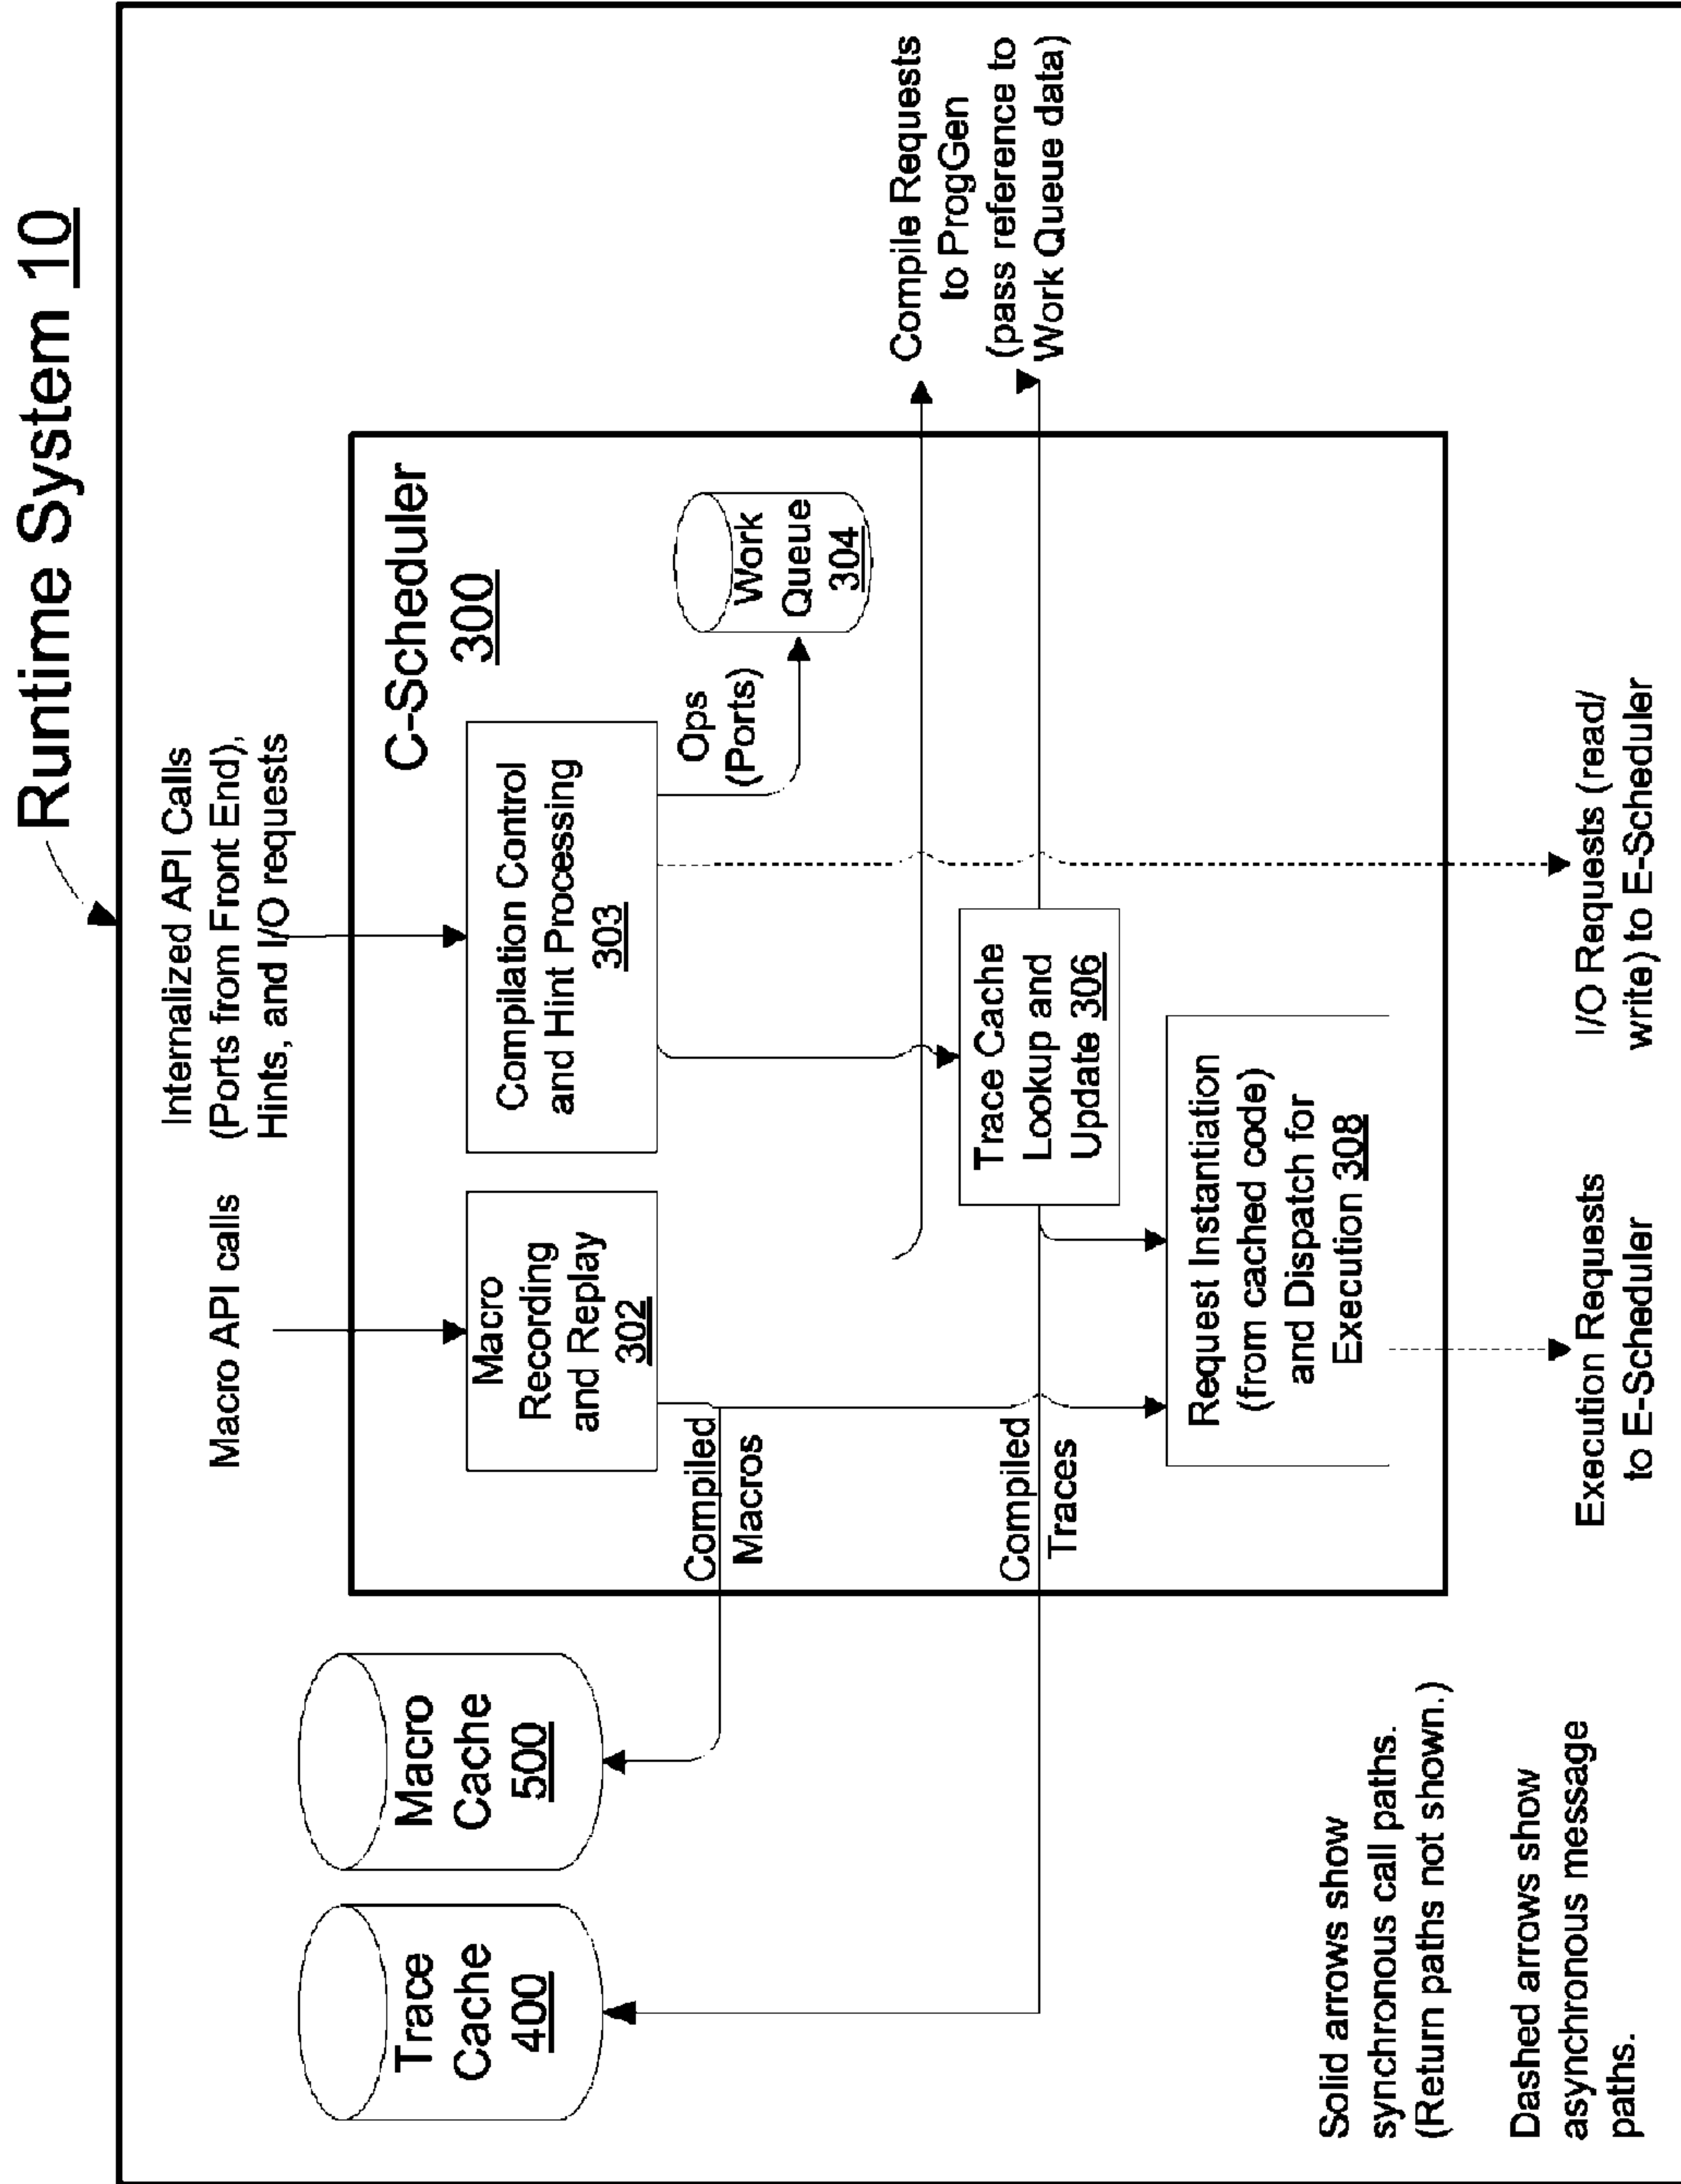 Runtime System 10
Macro API calls
Internalized API Calls
(Ports from Front End),
Hints, and I/O requests
Trace
Cache
400
Macro
Cache
500
C-Scheduler
300
Macro
Recording
and Replay
302
Compilation Control
and Hint Processing
303
Compiled
Macros
Ops
(Ports)
Work
Queue
304
Compile Requests
to ProgGen
(pass reference to
Work Queue data)
Trace Cache
Lookup and
Update 306
Compiled
Traces
Request Instantiation
(from cached code)
and Dispatch for
Execution 308
Solid arrows show
synchronous call paths.
(Return paths not shown.)
Dashed arrows show
asynchronous message
paths.
Execution Requests
to E-Scheduler
I/O Requests (read/
write) to E-Scheduler